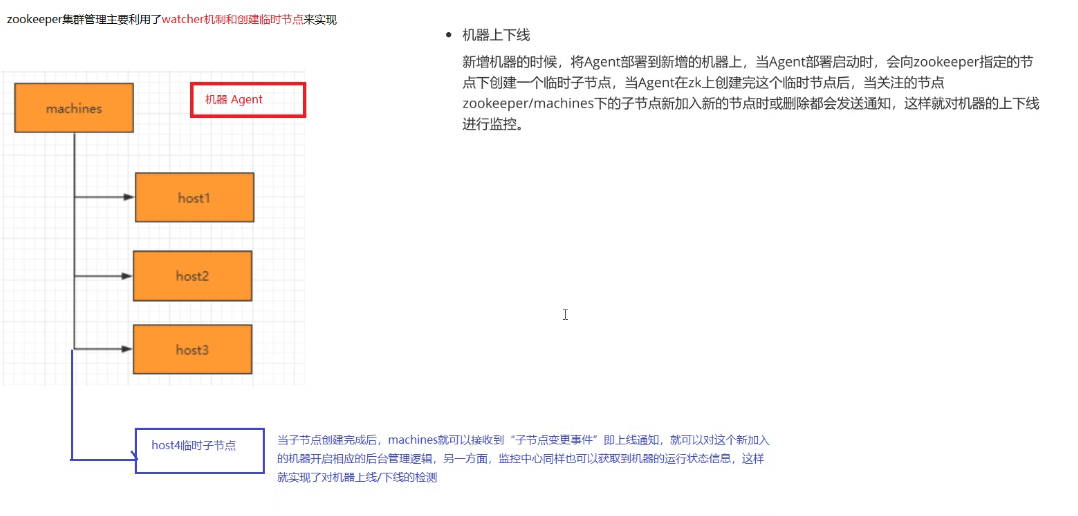 zookeeper集群管理主要利用了watcher机制和创建临时节点来实现
机器上下线
新增机器的时候，将Agent部署到新增的机器上，当Agent部署启动时，会向zookeeper指定的节
点下创建一个临时子节点，当Agent在zk上创建完这个临时节点后，当关注的节点
zookeeper/machines下的子节点新加入新的节点时或删除都会发送通知，这样就对机器的上下线
进行监控。
machines
机器 Agent
host1
host2
host3
host4临时子节点
当子节点创建完成后，machines就可以接收到“子节点变更事件”即上线通知，就可以对这个新加入
的机器开启相应的后台管理逻辑，另一方面，监控中心同样也可以获取到机器的运行状态信息，这样
就实现了对机器上线/下线的检测